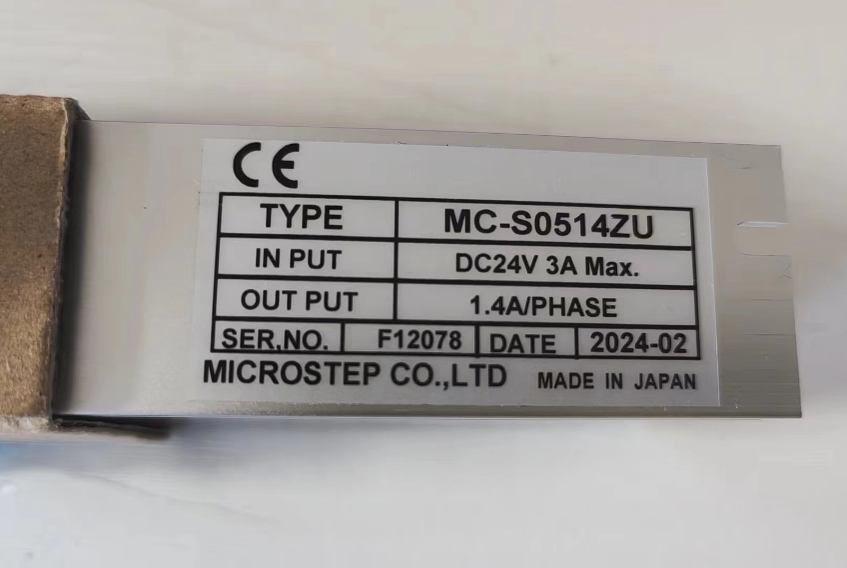 CE
TYPE MC-S0514ZU
IN PUT DC24V 3A Max.
OUT PUT 1.4A/PHASE
SER.NO. F12078 DATE 2024-02
MICROSTEP CO.,LTD MADE IN JAPAN